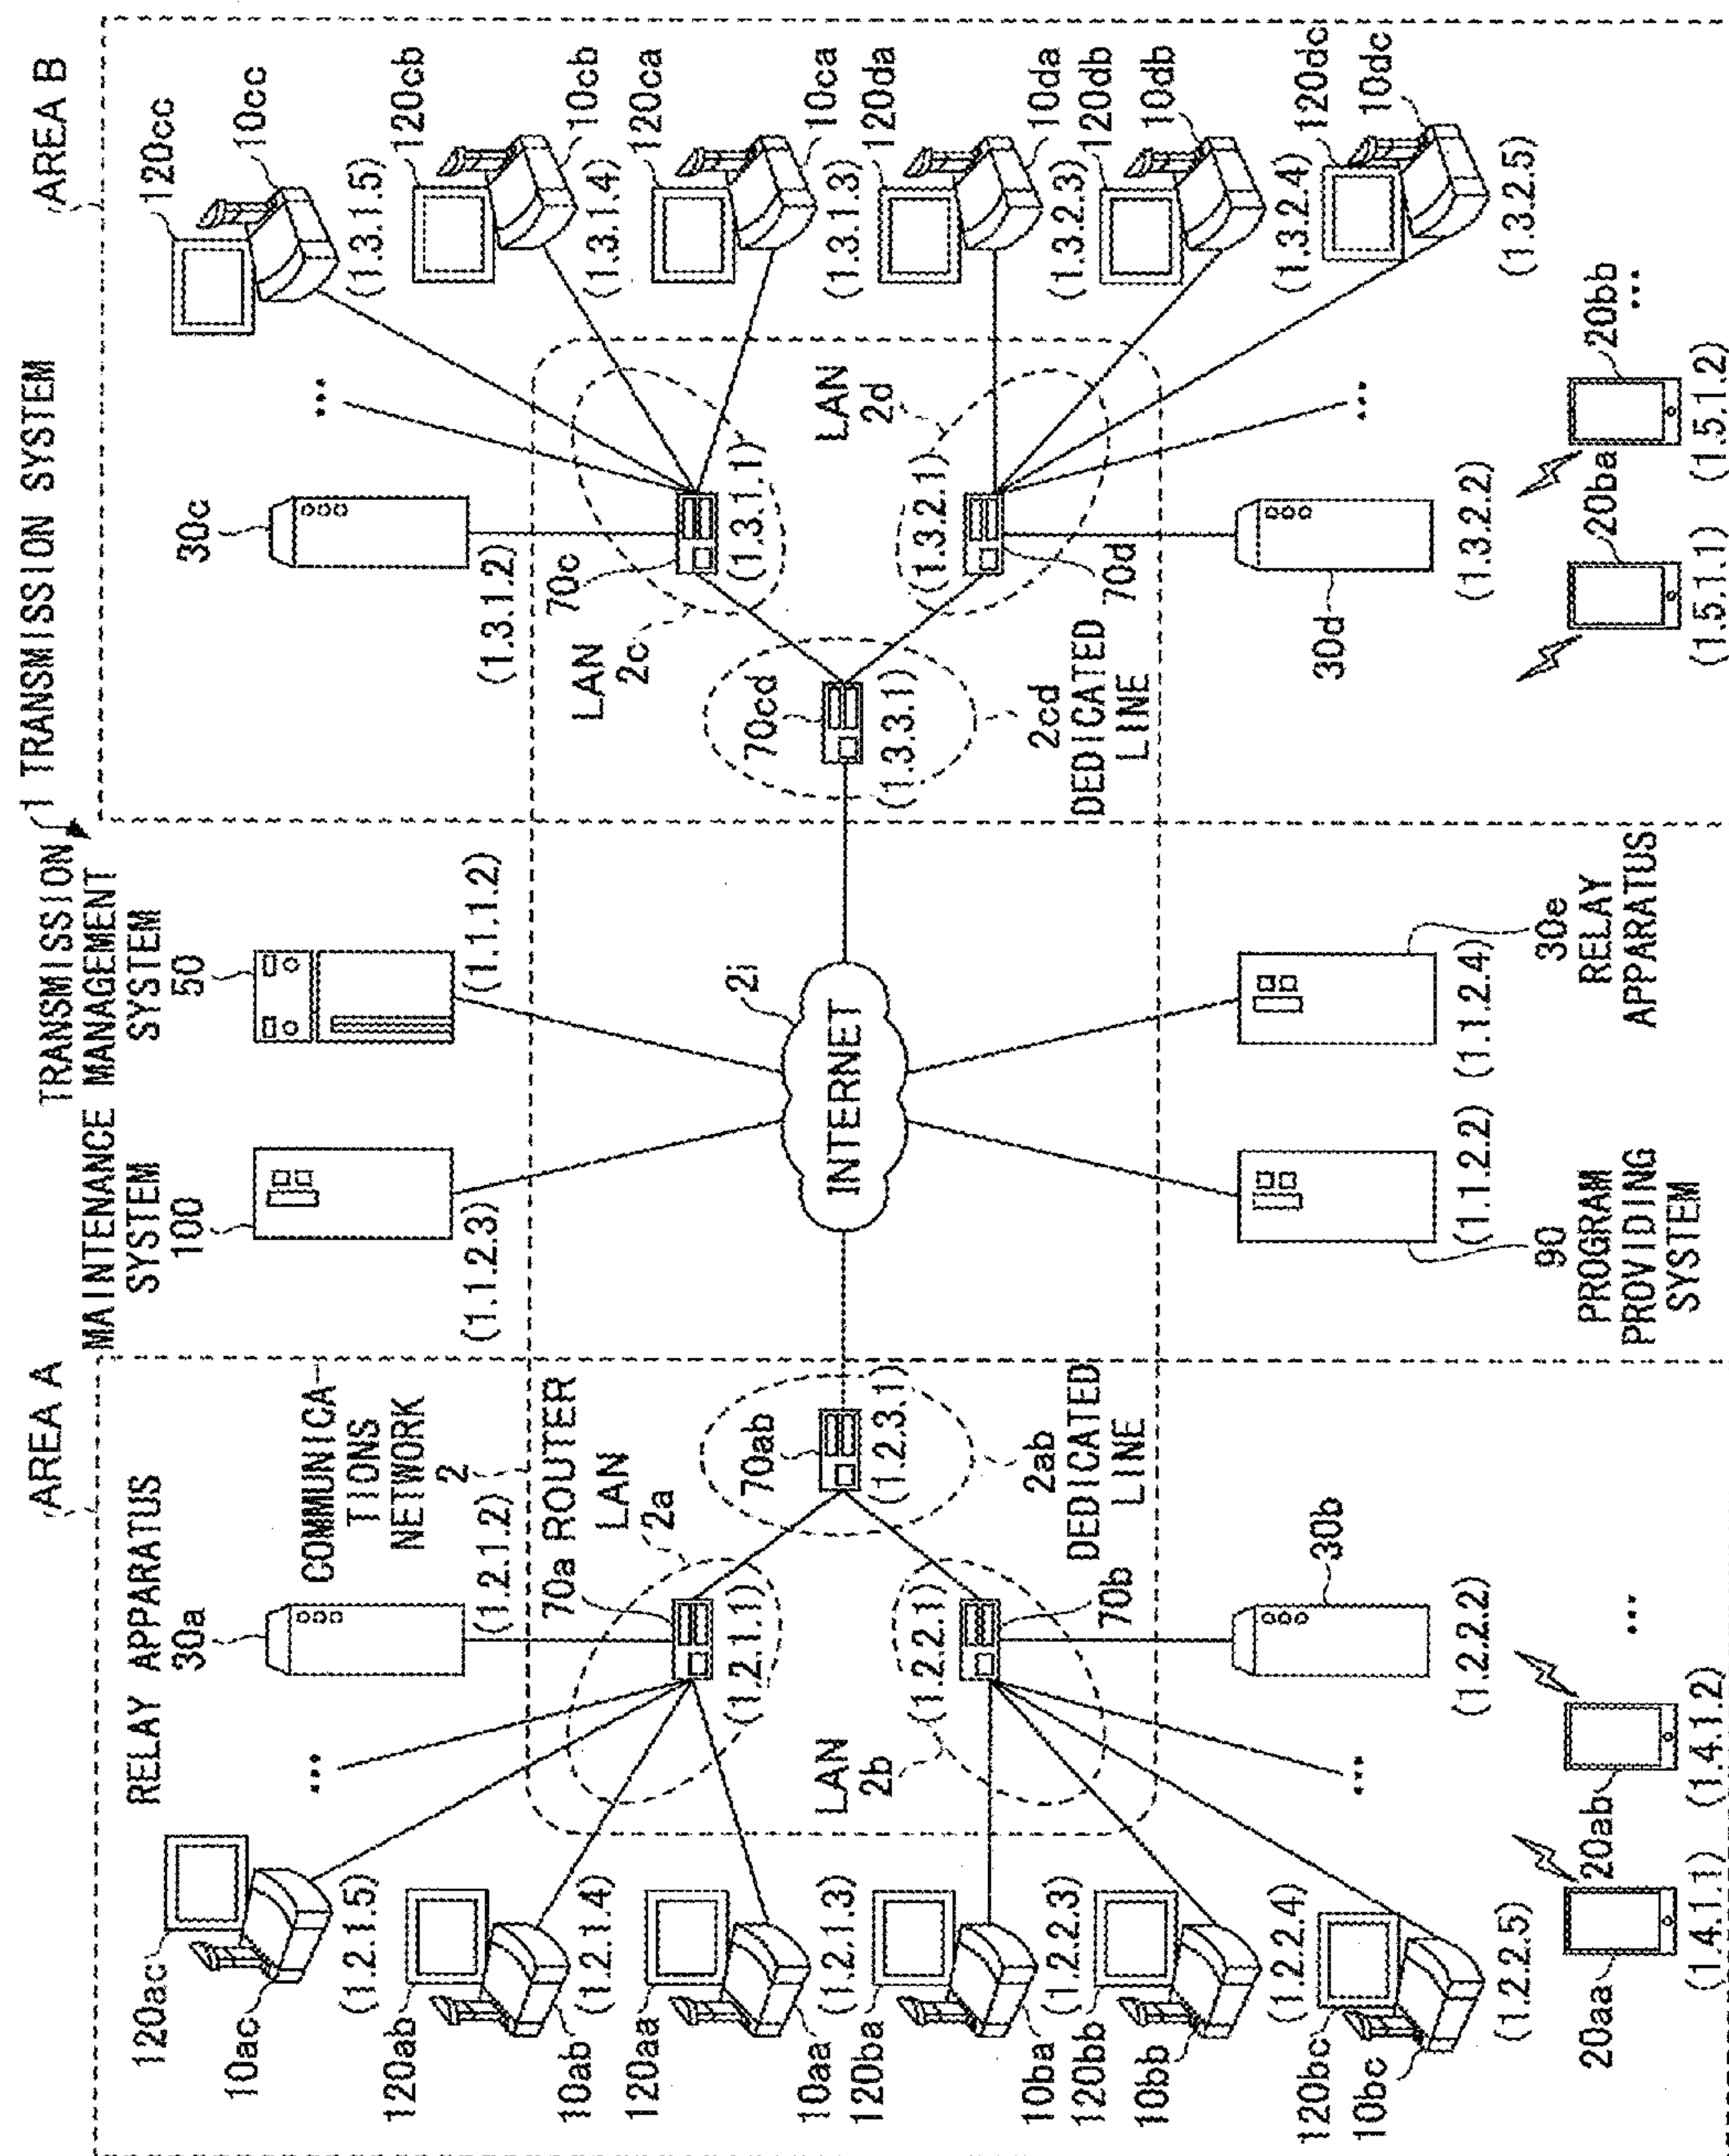 1 TRANSMISSION SYSTEM
AREA A
AREA B
MAINTENANCE MANAGEMENT
SYSTEM
100
(1.1.2.3)
TRANSMISSION
MANAGEMENT
SYSTEM
50
(1.1.1.2)
RELAY APPARATUS
30a
(1.2.1.2)
COMMUNICA
TIONS
NETWORK
2
120ac
10ac
(1.2.1.5)
120ab
10ab
(1.2.1.4)
120aa
10aa
(1.2.1.3)
120ba
10ba
(1.2.2.3)
120bb
10bb
(1.2.2.4)
120bc
10bc
(1.2.2.5)
...
70a ROUTER
LAN
2a
(1.2.1.1)
LAN
2b
(1.2.2.1)
70b
70ab
(1.2.3.1)
2ab
DEDICATED
LINE
...
30b
(1.2.2.2)
20aa
(1.4.1.1)
20ab
(1.4.1.2)
...
INTERNET
2i
90
PROGRAM
PROVIDING
SYSTEM
(1.1.2.2)
30e
RELAY
APPARATUS
(1.1.2.4)
30c
(1.3.1.2)
70c
LAN
2c
(1.3.1.1)
70cd
(1.3.3.1)
2cd
DEDICATED
LINE
LAN
2d
(1.3.2.1)
70d
30d
(1.3.2.2)
...
120cc
10cc
(1.3.1.5)
120cb
10cb
(1.3.1.4)
120ca
10ca
(1.3.1.3)
120da
10da
(1.3.2.3)
120db
10db
(1.3.2.4)
120dc
10dc
(1.3.2.5)
...
20ba
(1.5.1.1)
20bb
(1.5.1.2)
...